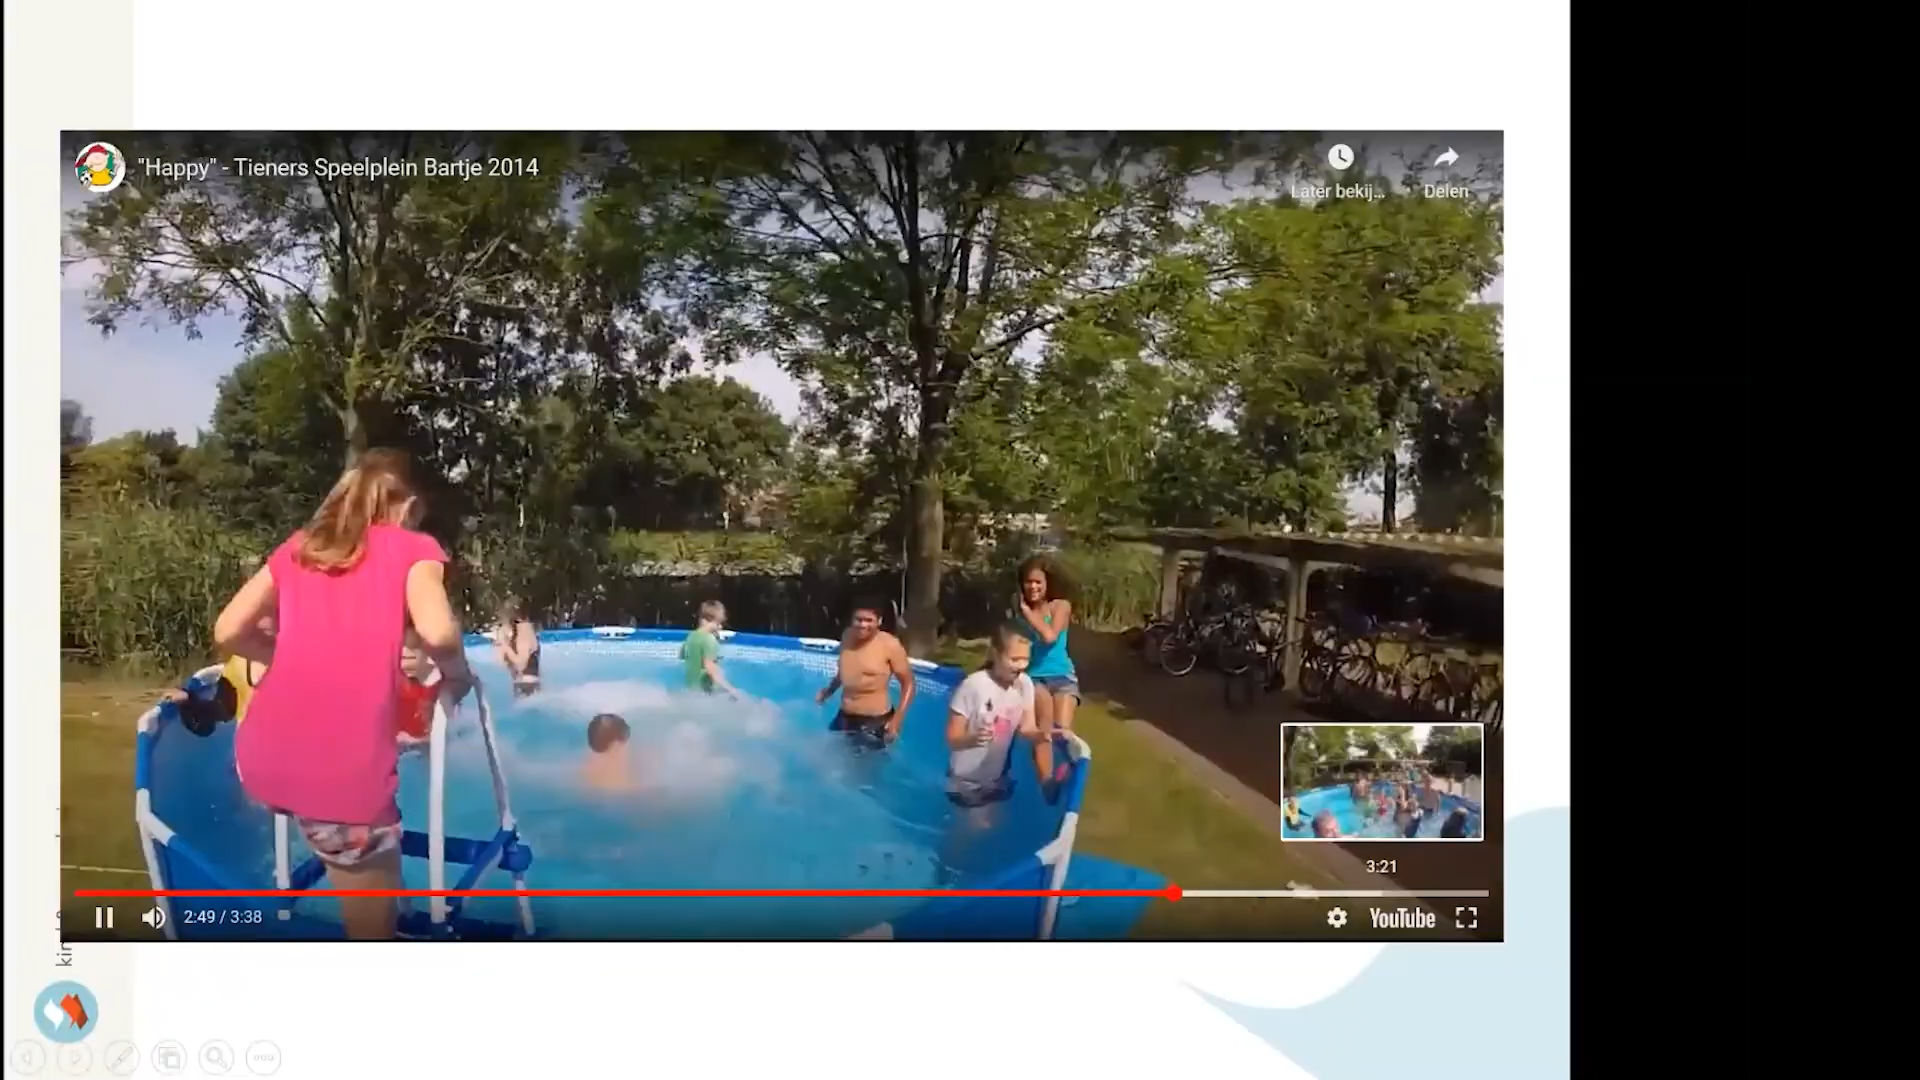 "Happy" - Tieners Speelplein Bartje 2014
Later bekij...
Delen
3:21
2:49 / 3:38
YouTube